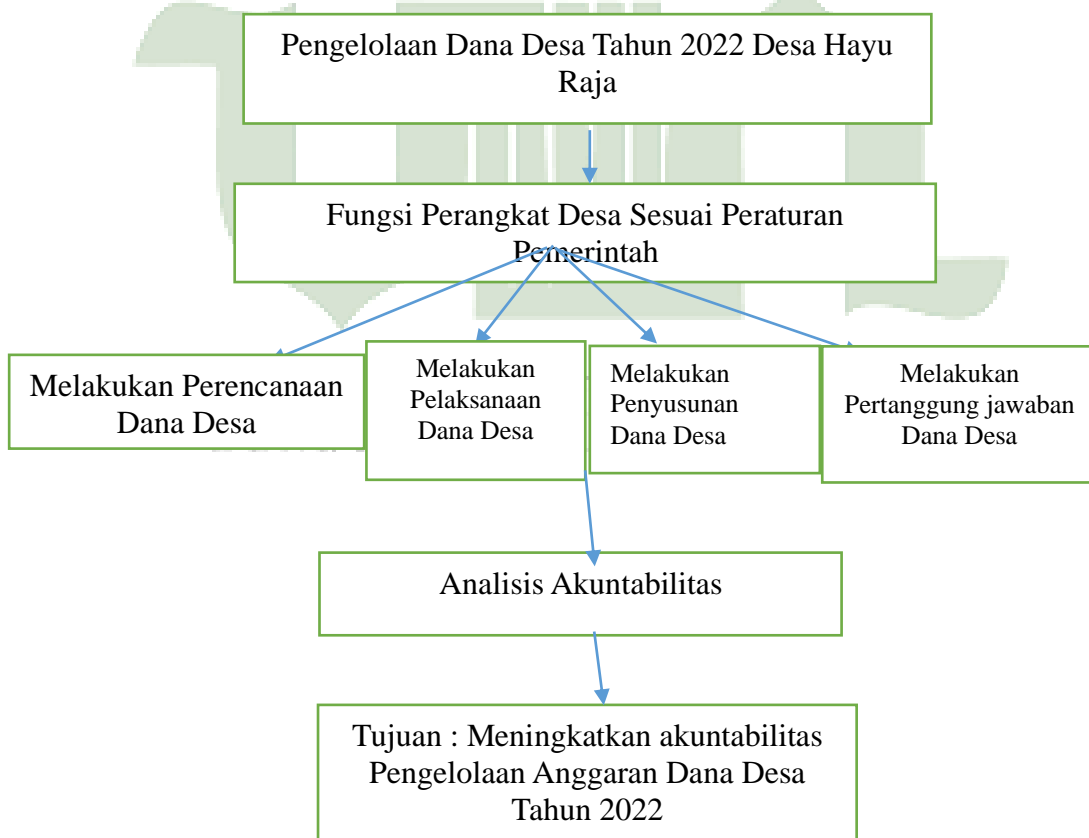 Pengelolaan Dana Desa Tahun 2022 Desa Hayu
Raja
Fungsi Perangkat Desa Sesuai Peraturan
Pemerintah
Melakukan Perencanaan
Dana Desa
Melakukan
Pelaksanaan
Dana Desa
Melakukan
Penyusunan
Dana Desa
Melakukan
Pertanggung jawaban
Dana Desa
Analisis Akuntabilitas
Tujuan : Meningkatkan akuntabilitas
Pengelolaan Anggaran Dana Desa
Tahun 2022